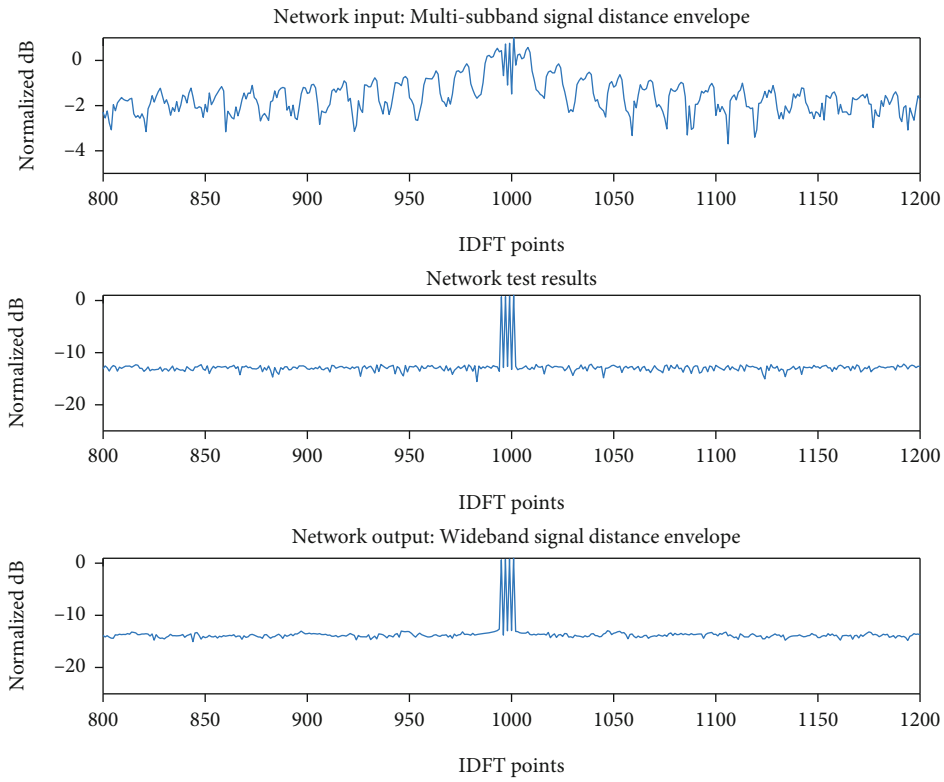 Network input: Multi-subband signal distance envelope
Normalized dB
0
−2
−4
800 850 900 950 1000 1050 1100 1150 1200
IDFT points
Network test results
Normalized dB
0
−10
−20
800 850 900 950 1000 1050 1100 1150 1200
IDFT points
Network output: Wideband signal distance envelope
Normalized dB
0
−10
−20
800 850 900 950 1000 1050 1100 1150 1200
IDFT points